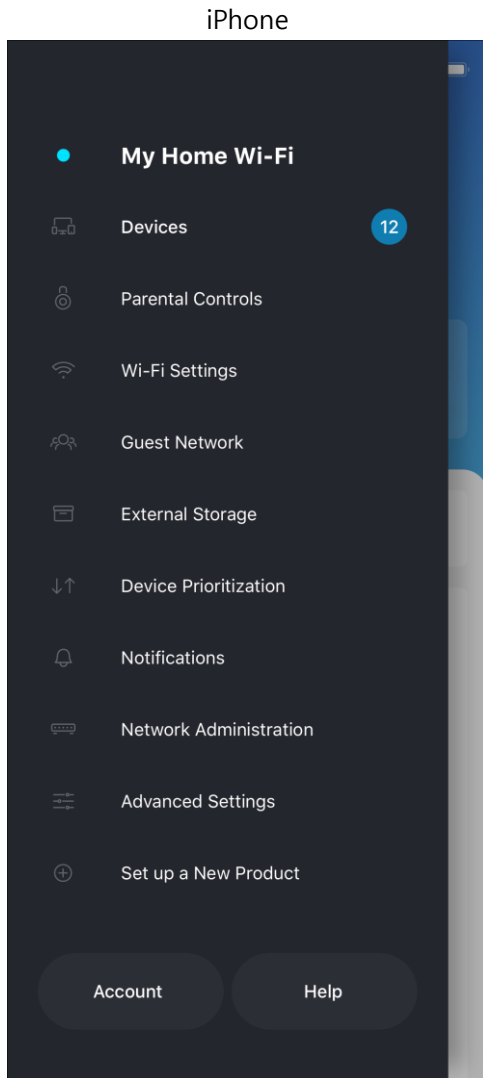 iPhone
My Home Wi-Fi
Devices 12
Parental Controls
Wi-Fi Settings
Guest Network
External Storage
Device Prioritization
Notifications
Network Administration
Advanced Settings
Set up a New Product
Account Help